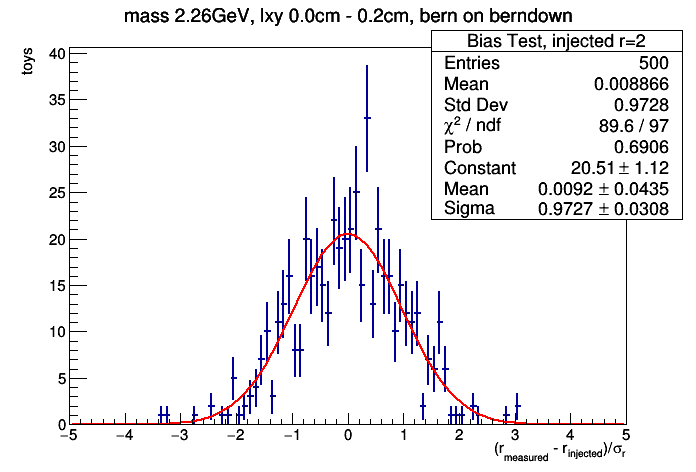 mass 2.26GeV, lxy 0.0cm - 0.2cm, bern on berndown
Bias Test, injected r=2
Entries 500
Mean 0.008866
Std Dev 0.9728
χ² / ndf 89.6 / 97
Prob 0.6906
Constant 20.51 ± 1.12
Mean 0.0092 ± 0.0435
Sigma 0.9727 ± 0.0308
toys
40
35
30
25
20
15
10
5
0
−5 −4 −3 −2 −1 0 1 2 3 4 5
(r_measured - r_injected)/σ_r